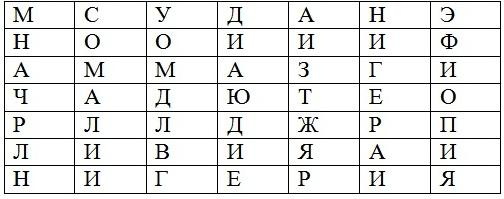 М С У Д А Н Э
Н О О И И И Ф
А М М А З Г И
Ч А Д Ю Т Е О
Р Л Л Д Ж Р П
Л И В И Я А И
Н И Г Е Р И Я